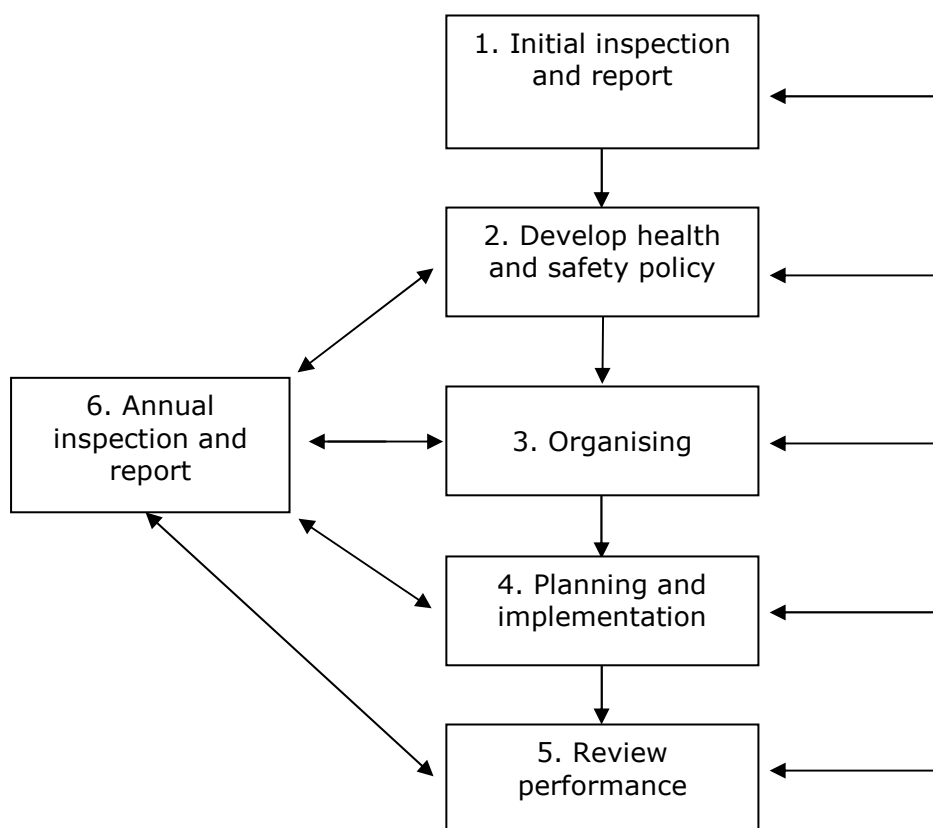 1. Initial inspection
and report
2. Develop health
and safety policy
6. Annual
inspection and
report
3. Organising
4. Planning and
implementation
5. Review
performance